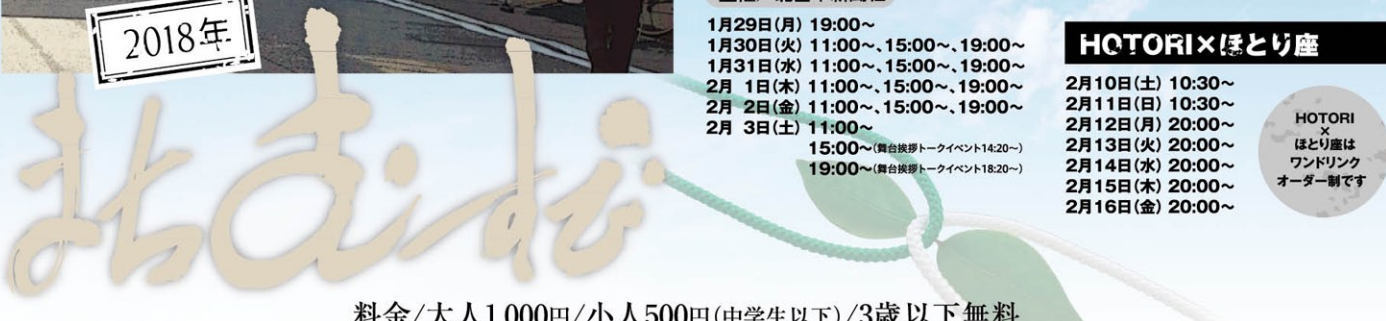 2018年
まちむすび
1月29日(月) 19:00～
1月30日(火) 11:00～、15:00～、19:00～
1月31日(水) 11:00～、15:00～、19:00～
2月 1日(木) 11:00～、15:00～、19:00～
2月 2日(金) 11:00～、15:00～、19:00～
2月 3日(土) 11:00～
15:00～(舞台挨拶トークイベント14:20～)
19:00～(舞台挨拶トークイベント18:20～)
HOTORI×ほとり座
2月10日(土) 10:30～
2月11日(日) 10:30～
2月12日(月) 20:00～
2月13日(火) 20:00～
2月14日(水) 20:00～
2月15日(木) 20:00～
2月16日(金) 20:00～
HOTORI
×
ほとり座は
ワンドリンク
オーダー制です
料金/大人1,000円/小人500円(中学生以下)/3歳以下無料